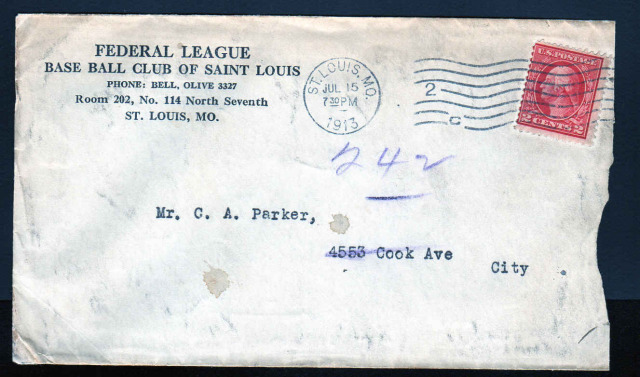 FEDERAL LEAGUE
BASE BALL CLUB OF SAINT LOUIS
PHONE: BELL, OLIVE 3327
Room 202, No. 114 North Seventh
ST. LOUIS, MO.
ST. LOUIS, MO.
JUL 15
7 30 PM
1913
2
C
U.S. POSTAGE
2 CENTS 2
242
Mr. C. A. Parker,
4553 Cook Ave
City